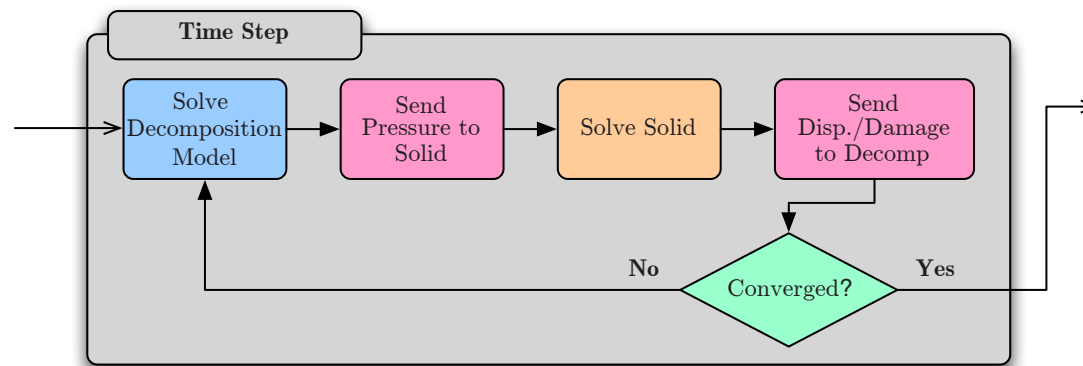 Time Step
Solve
Decomposition
Model
Send
Pressure to
Solid
Solve Solid
Send
Disp./Damage
to Decomp
No
Converged?
Yes